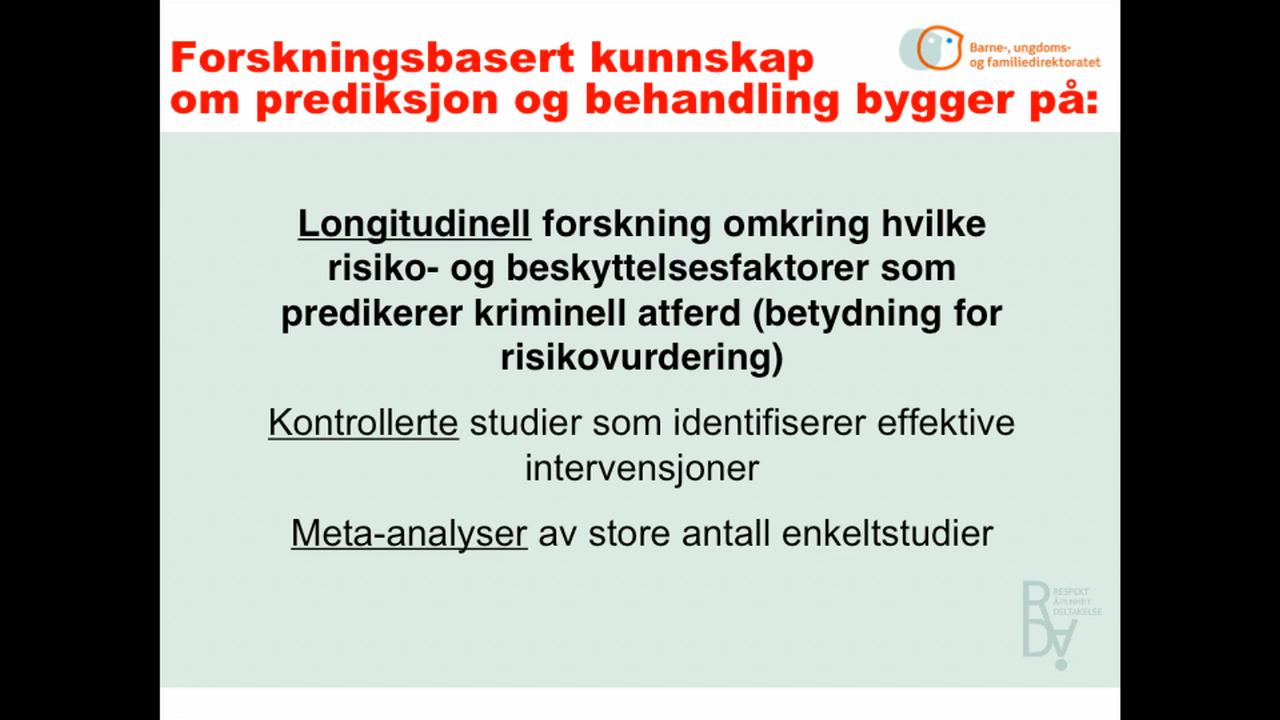 Forskningsbasert kunnskap
om prediksjon og behandling bygger på:
Barne-, ungdoms-
og familiedirektoratet
Longitudinell forskning omkring hvilke
risiko- og beskyttelsesfaktorer som
predikerer kriminell atferd (betydning for
risikovurdering)
Kontrollerte studier som identifiserer effektive
intervensjoner
Meta-analyser av store antall enkeltstudier
RESPEKT
ÅPENHET
DELTAKELSE
RDÅ